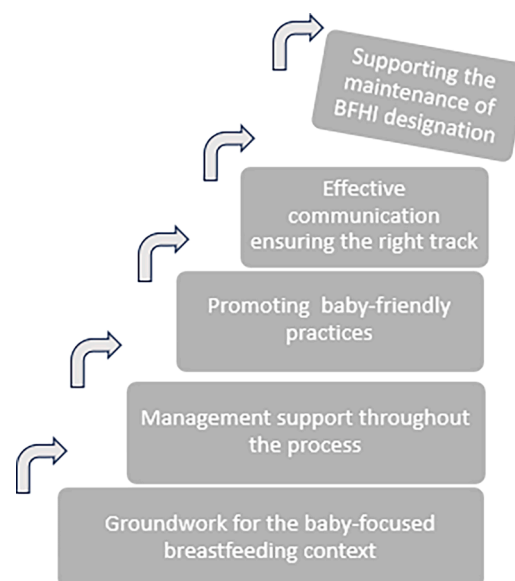 Supporting the
maintenance of
BFHI designation
Effective
communication
ensuring the right track
Promoting baby-friendly
practices
Management support throughout
the process
Groundwork for the baby-focused
breastfeeding context